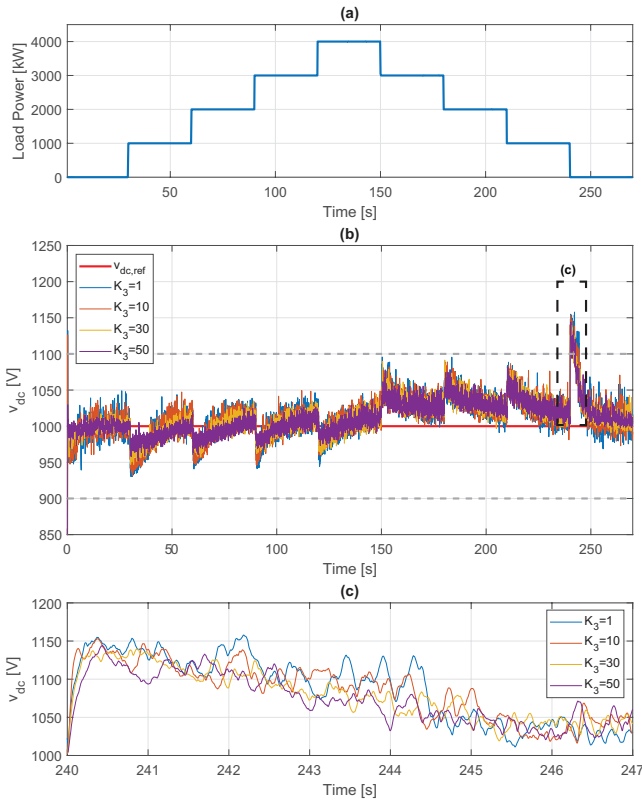 (a)
Load Power [kW]
4000
3000
2000
1000
0
50 100 150 200 250
Time [s]
(b)
v_dc [V]
1250
1200
1150
1100
1050
1000
950
900
850
v_dc,ref
K_3=1
K_3=10
K_3=30
K_3=50
(c)
0 50 100 150 200 250
Time [s]
(c)
v_dc [V]
1200
1150
1100
1050
1000
K_3=1
K_3=10
K_3=30
K_3=50
240 241 242 243 244 245 246 247
Time [s]